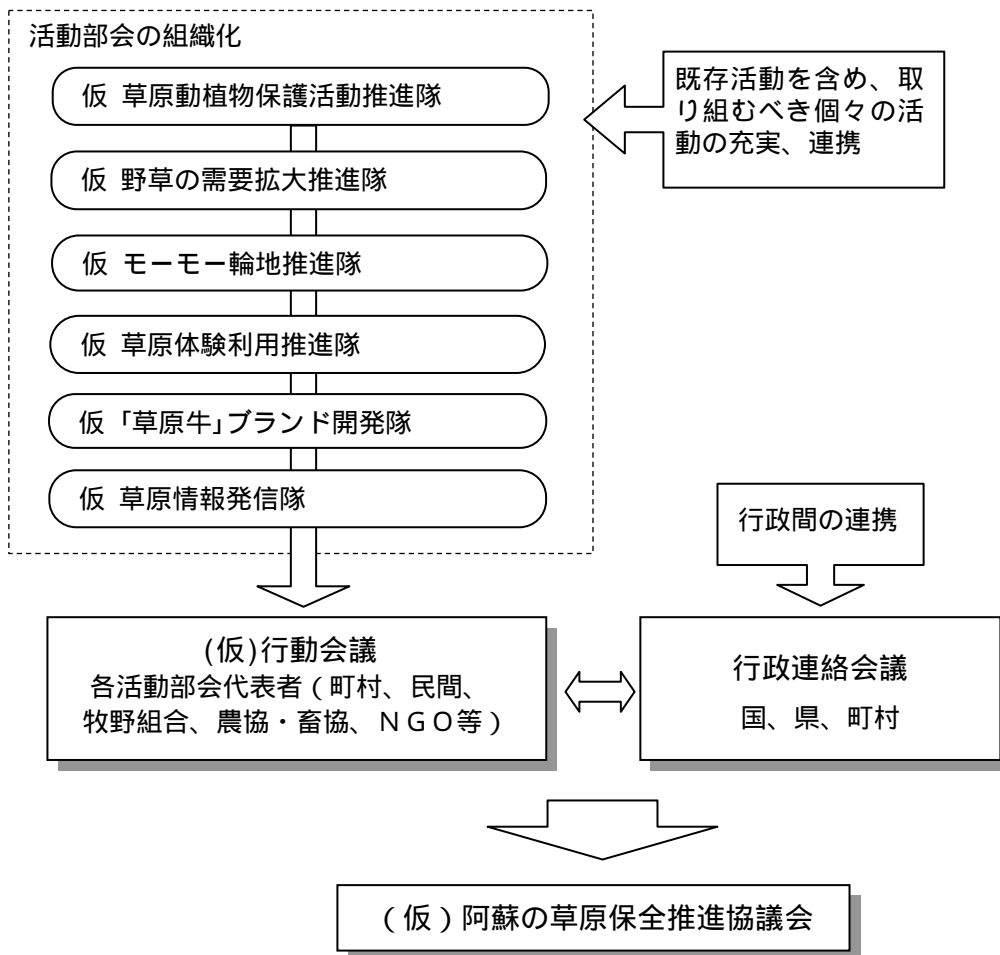 活動部会の組織化
仮 草原動植物保護活動推進隊
仮 野草の需要拡大推進隊
仮 モーモー輪地推進隊
仮 草原体験利用推進隊
仮 「草原牛」ブランド開発隊
仮 草原情報発信隊
既存活動を含め、取
り組むべき個々の活
動の充実、連携
行政間の連携
(仮)行動会議
各活動部会代表者（町村、民間、
牧野組合、農協・畜協、ＮＧＯ等）
行政連絡会議
国、県、町村
（仮）阿蘇の草原保全推進協議会